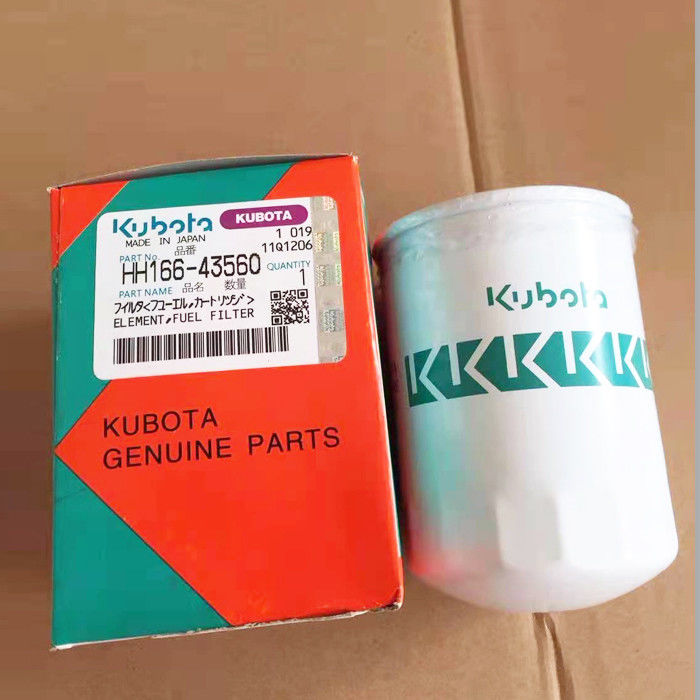 Kubota KUBOTA
MADE IN JAPAN 1 019
品番 11Q1206
PART No.
HH166-43560 QUANTITY
PART NAME 品名 数量 1
フィルタ<フューエル,カートリッジ>
ELEMENT,FUEL FILTER
KUBOTA
GENUINE PARTS
Kubota